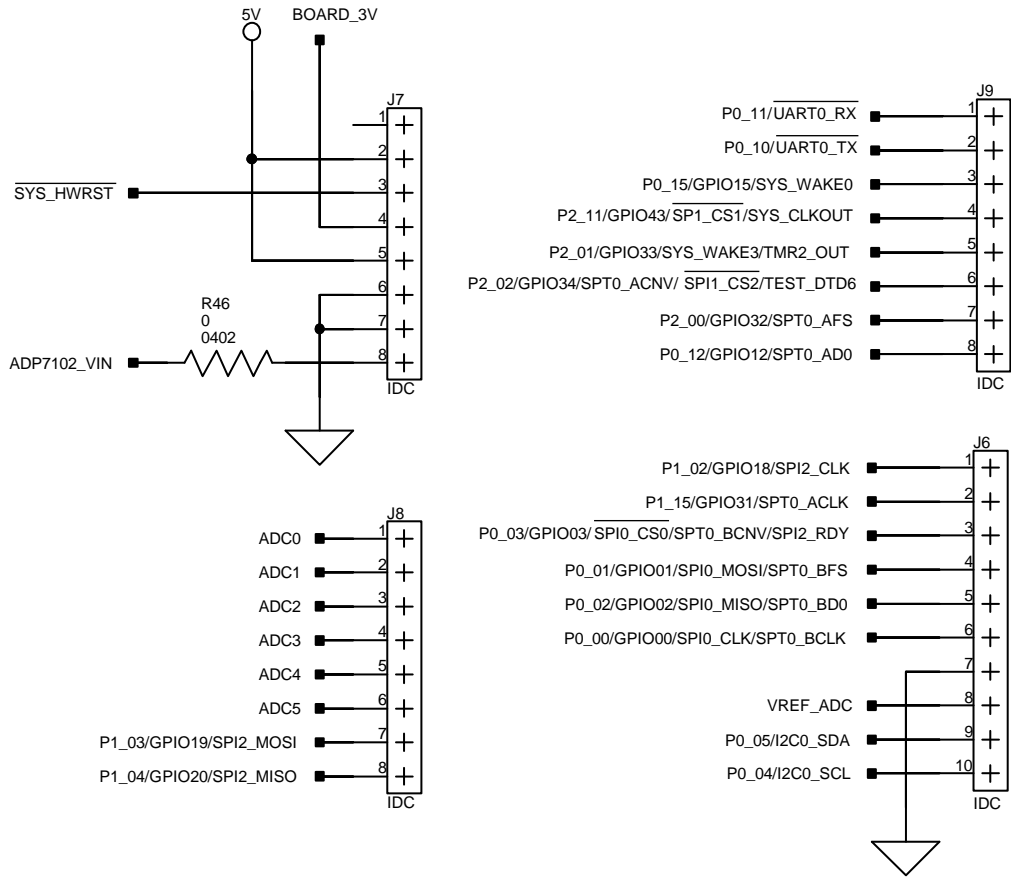 5V
BOARD_3V
J7
1
2
SYS_HWRST
3
4
5
6
7
R46
0
0402
ADP7102_VIN
8
IDC
J9
P0_11/UART0_RX
1
P0_10/UART0_TX
2
P0_15/GPIO15/SYS_WAKE0
3
P2_11/GPIO43/SP1_CS1/SYS_CLKOUT
4
P2_01/GPIO33/SYS_WAKE3/TMR2_OUT
5
P2_02/GPIO34/SPT0_ACNV/ SPI1_CS2/TEST_DTD6
6
P2_00/GPIO32/SPT0_AFS
7
P0_12/GPIO12/SPT0_AD0
8
IDC
J8
ADC0
1
ADC1
2
ADC2
3
ADC3
4
ADC4
5
ADC5
6
P1_03/GPIO19/SPI2_MOSI
7
P1_04/GPIO20/SPI2_MISO
8
IDC
J6
P1_02/GPIO18/SPI2_CLK
1
P1_15/GPIO31/SPT0_ACLK
2
P0_03/GPIO03/SPI0_CS0/SPT0_BCNV/SPI2_RDY
3
P0_01/GPIO01/SPI0_MOSI/SPT0_BFS
4
P0_02/GPIO02/SPI0_MISO/SPT0_BD0
5
P0_00/GPIO00/SPI0_CLK/SPT0_BCLK
6
7
VREF_ADC
8
P0_05/I2C0_SDA
9
P0_04/I2C0_SCL
10
IDC